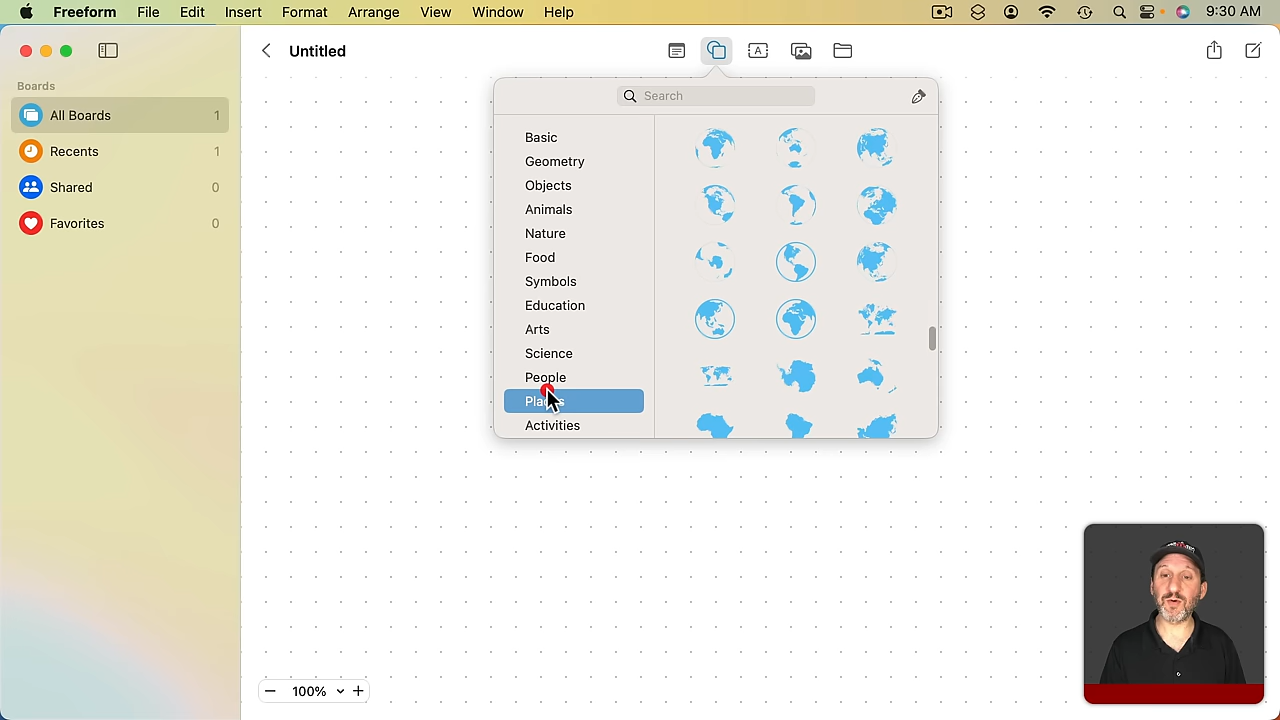 Freeform File Edit Insert Format Arrange View Window Help 9:30 AM
Untitled
Boards
All Boards 1
Recents 1
Shared 0
Favorites 0
Search
Basic
Geometry
Objects
Animals
Nature
Food
Symbols
Education
Arts
Science
People
Activities
100%